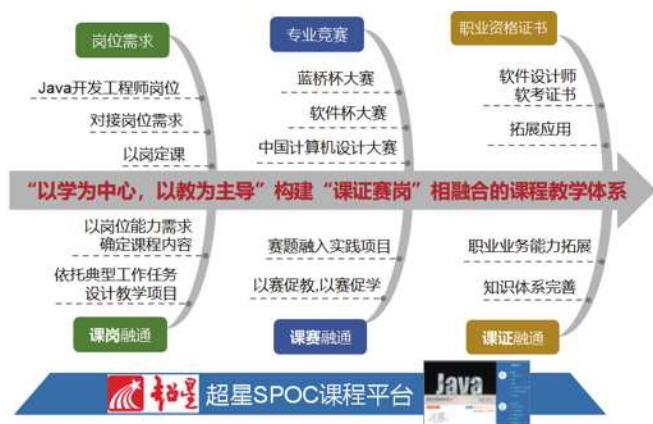 岗位需求
Java开发工程师岗位
对接岗位需求
以岗定课
专业竞赛
蓝桥杯大赛
软件杯大赛
中国计算机设计大赛
职业资格证书
软件设计师
软考证书
拓展应用
“以学为中心，以教为主导”构建“课证赛岗”相融合的课程教学体系
以岗位能力需求
确定课程内容
依托典型工作任务
设计教学项目
课岗融通
赛题融入实践项目
以赛促教,以赛促学
课赛融通
职业业务能力拓展
知识体系完善
课证融通
超星
超星SPOC课程平台
Java